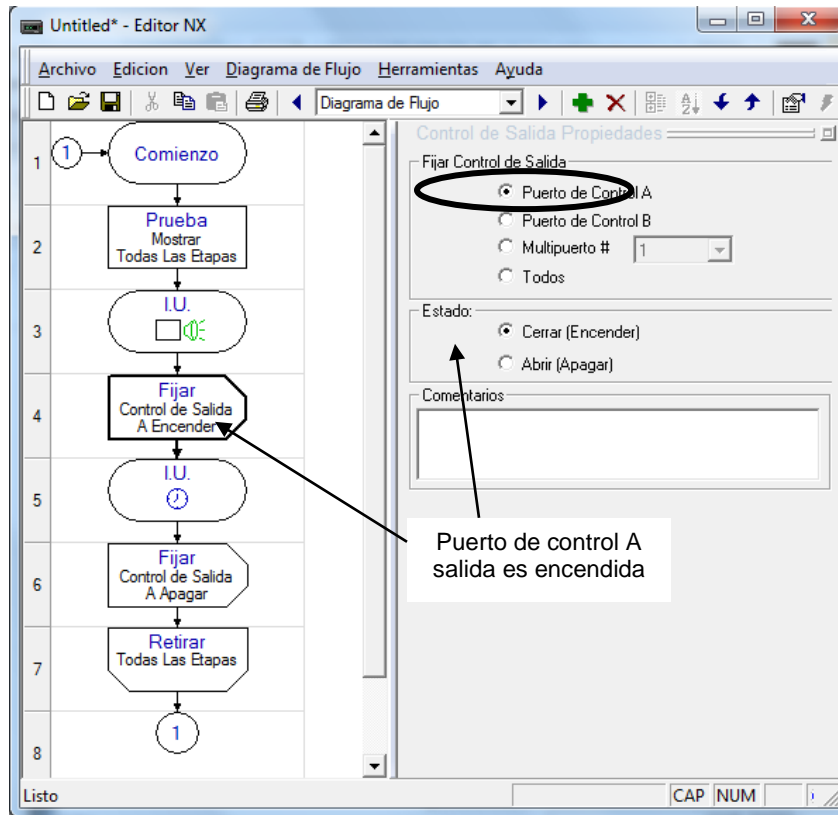 Untitled* - Editor NX
Archivo Edicion Ver Diagrama de Flujo Herramientas Ayuda
Diagrama de Flujo
1
1
Comienzo
2
Prueba
Mostrar
Todas Las Etapas
3
I.U.
4
Fijar
Control de Salida
A Encender
5
I.U.
6
Fijar
Control de Salida
A Apagar
7
Retirar
Todas Las Etapas
8
1
Control de Salida Propiedades
Fijar Control de Salida
Puerto de Control A
Puerto de Control B
Multipuerto # 1
Todos
Estado:
Cerrar (Encender)
Abrir (Apagar)
Comentarios
Puerto de control A
salida es encendida
Listo
CAP NUM